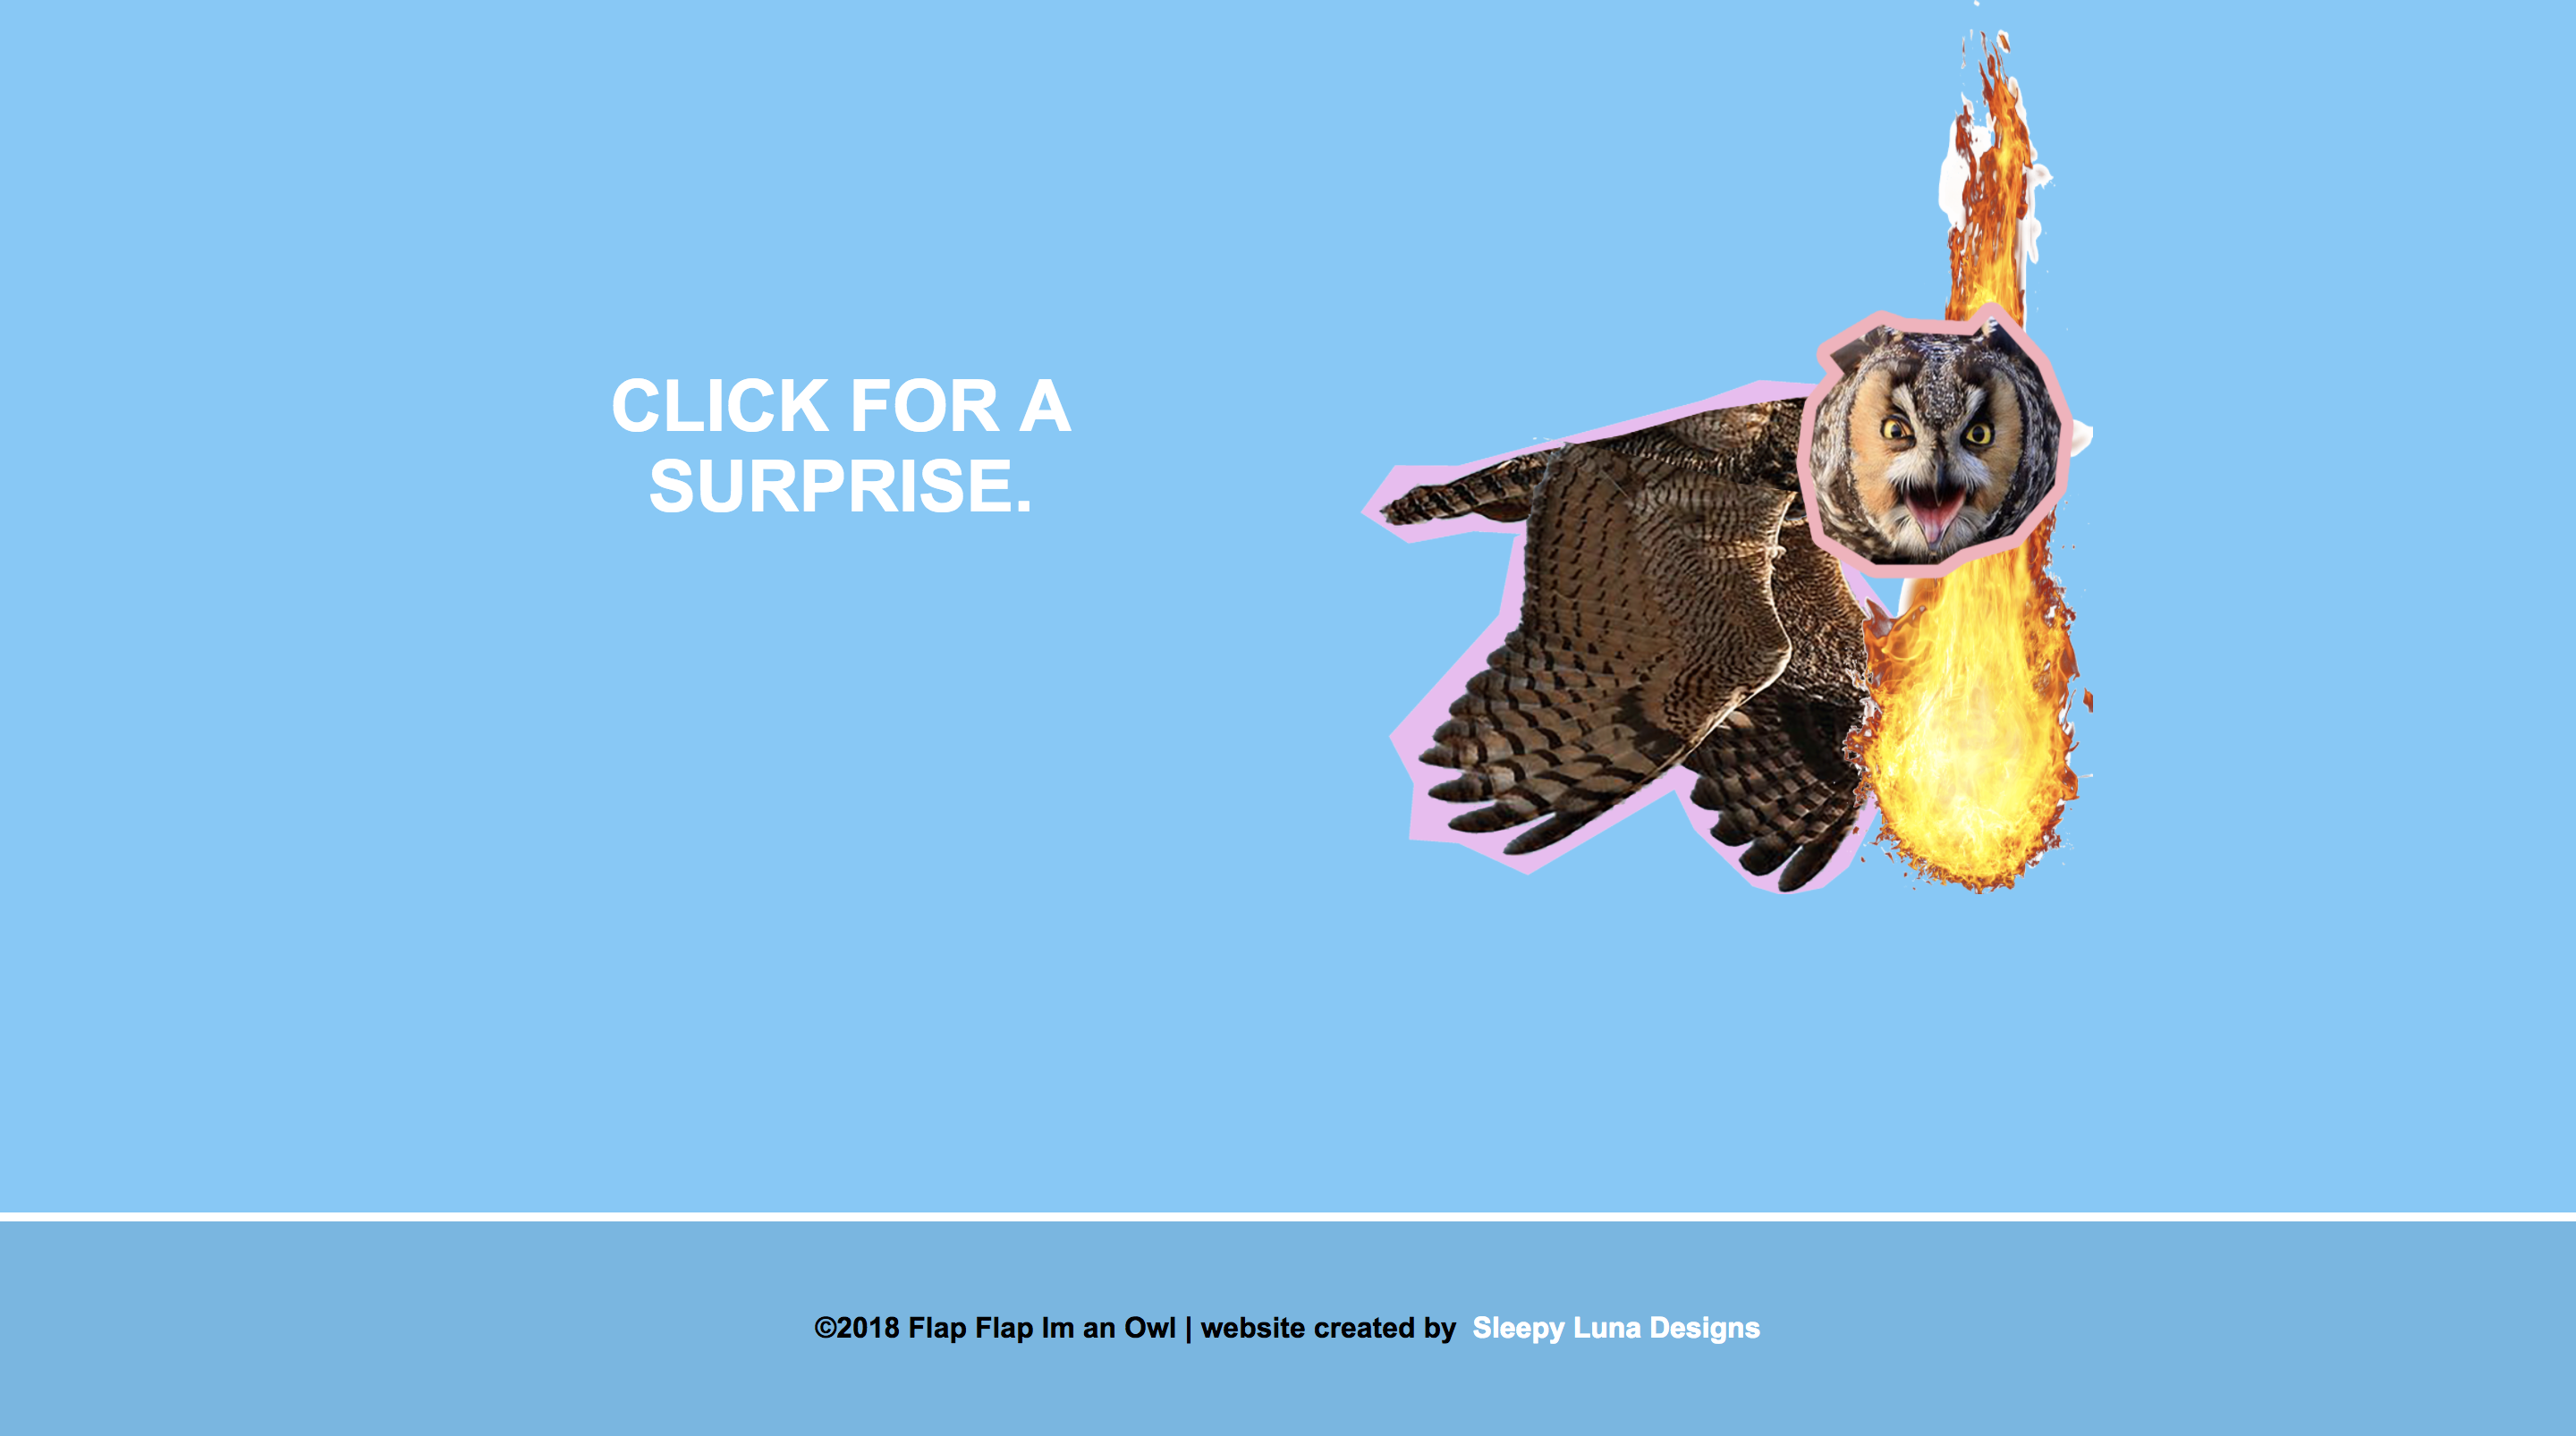 CLICK FOR A
SURPRISE.
©2018 Flap Flap Im an Owl | website created by Sleepy Luna Designs